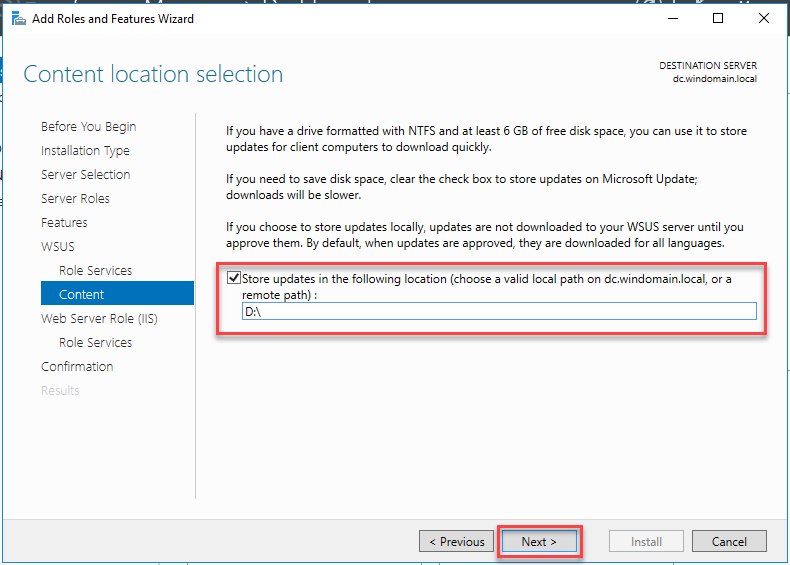 Add Roles and Features Wizard
Content location selection
DESTINATION SERVER
dc.windomain.local
Before You Begin
Installation Type
Server Selection
Server Roles
Features
WSUS
Role Services
Content
Web Server Role (IIS)
Role Services
Confirmation
Results
If you have a drive formatted with NTFS and at least 6 GB of free disk space, you can use it to store
updates for client computers to download quickly.
If you need to save disk space, clear the check box to store updates on Microsoft Update;
downloads will be slower.
If you choose to store updates locally, updates are not downloaded to your WSUS server until you
approve them. By default, when updates are approved, they are downloaded for all languages.
Store updates in the following location (choose a valid local path on dc.windomain.local, or a
remote path) :
D:\
< Previous
Next >
Install
Cancel